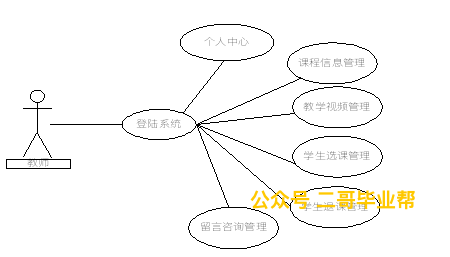 个人中心
课程信息管理
教学视频管理
登陆系统
学生选课管理
教师
公众号 二哥毕业帮
学生退课管理
留言咨询管理